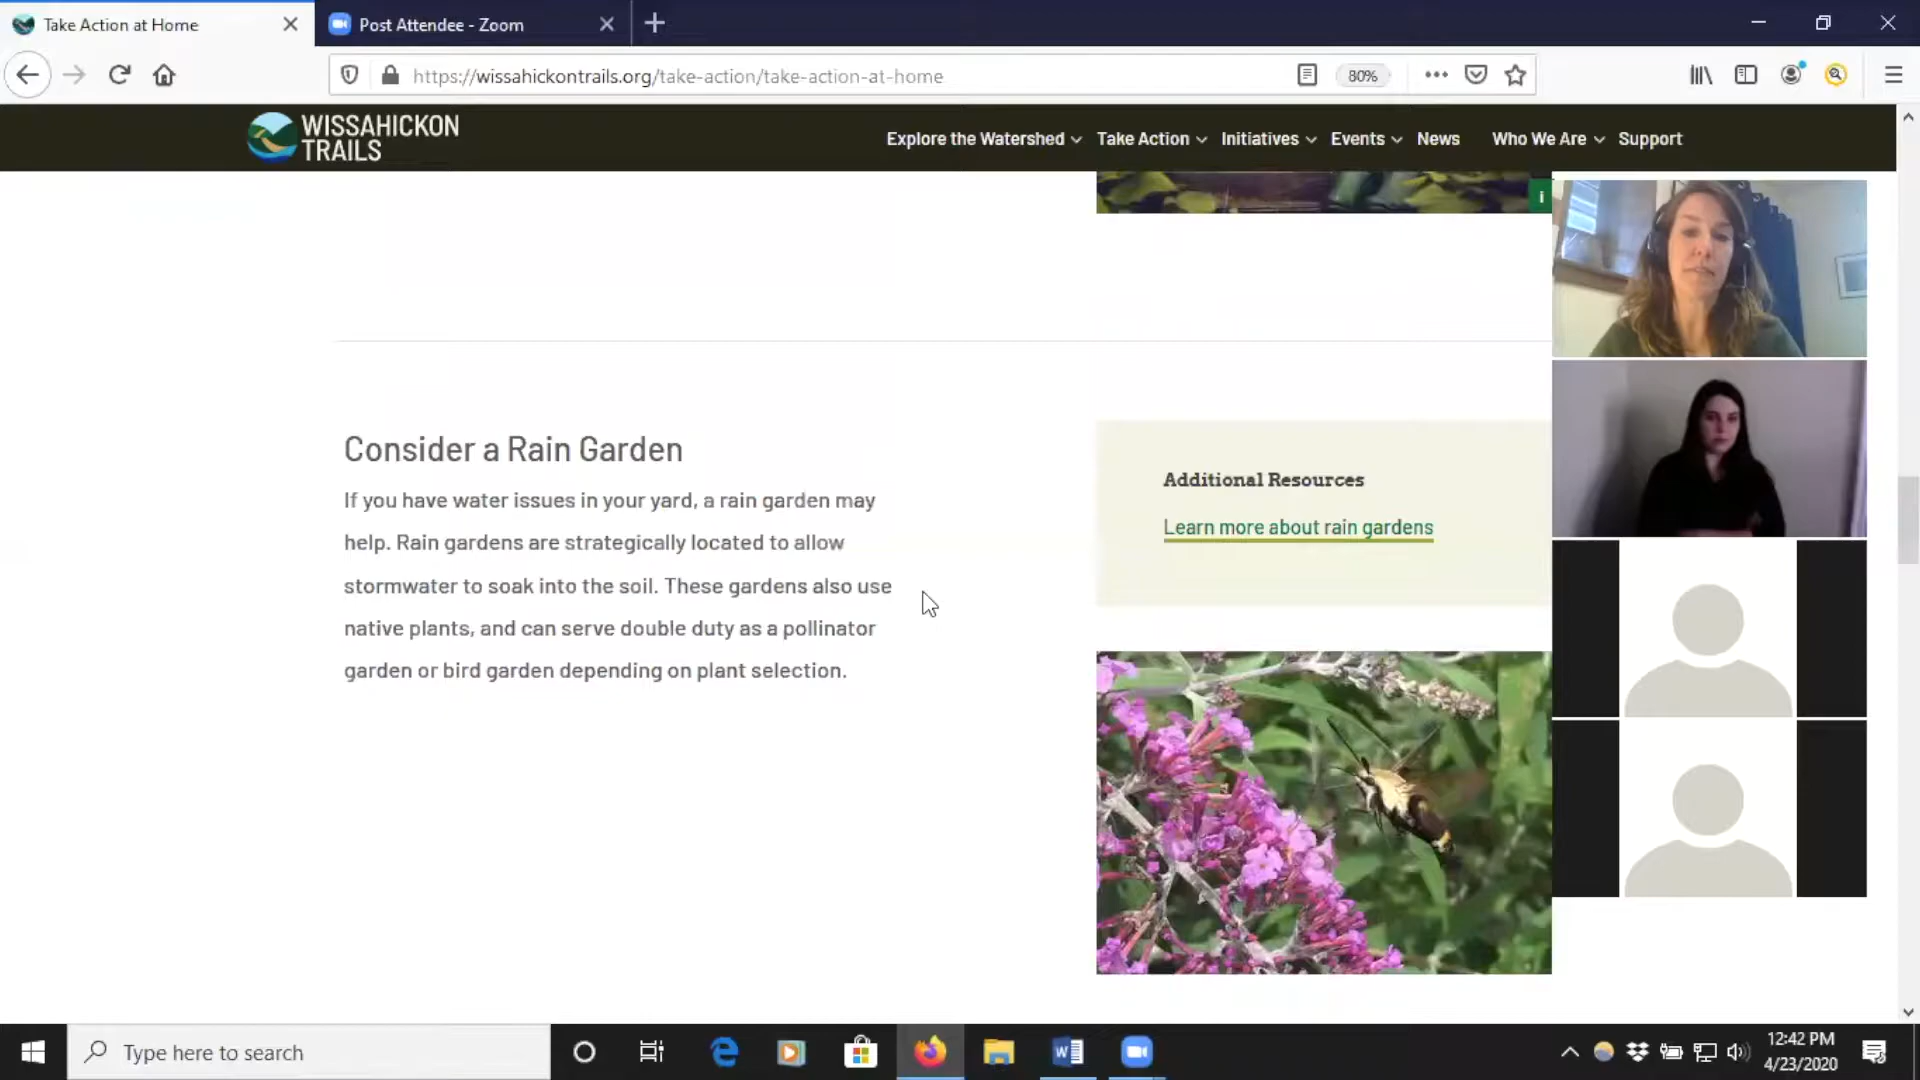 Take Action at Home
Post Attendee - Zoom
https://wissahickontrails.org/take-action/take-action-at-home
80%
WISSAHICKON
TRAILS
Explore the Watershed
Take Action
Initiatives
Events
News
Who We Are
Support
i
Consider a Rain Garden
If you have water issues in your yard, a rain garden may
help. Rain gardens are strategically located to allow
stormwater to soak into the soil. These gardens also use
native plants, and can serve double duty as a pollinator
garden or bird garden depending on plant selection.
Additional Resources
Learn more about rain gardens
Type here to search
12:42 PM
4/23/2020